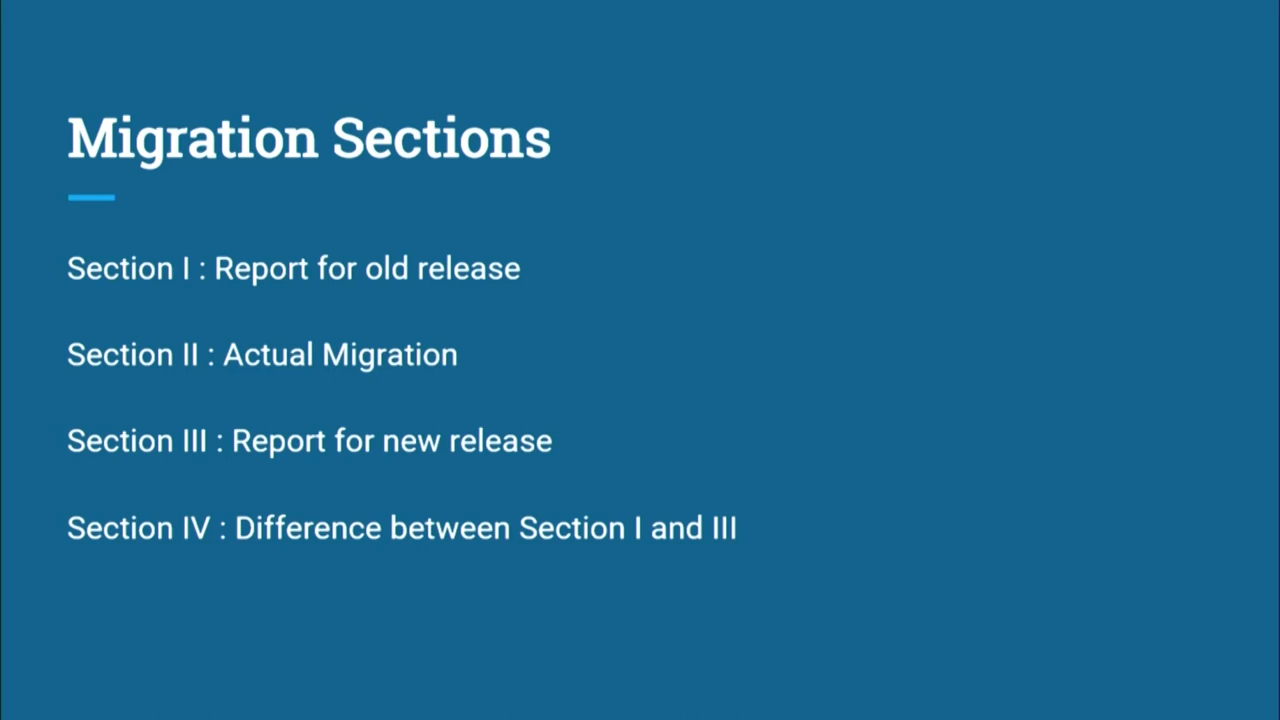 Migration Sections
Section I : Report for old release
Section II : Actual Migration
Section III : Report for new release
Section IV : Difference between Section I and III